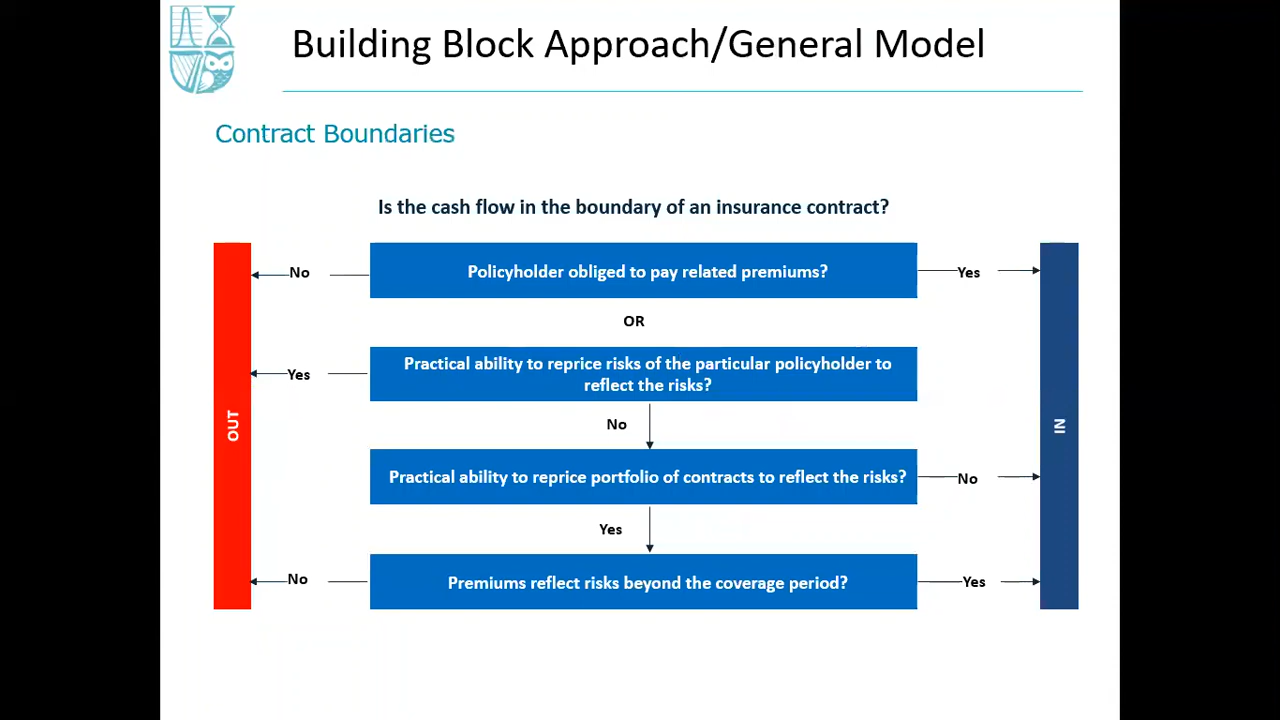 Building Block Approach/General Model
Contract Boundaries
Is the cash flow in the boundary of an insurance contract?
No
Policyholder obliged to pay related premiums?
Yes
OR
Yes
Practical ability to reprice risks of the particular policyholder to
reflect the risks?
No
OUT
IN
Practical ability to reprice portfolio of contracts to reflect the risks?
No
Yes
No
Premiums reflect risks beyond the coverage period?
Yes